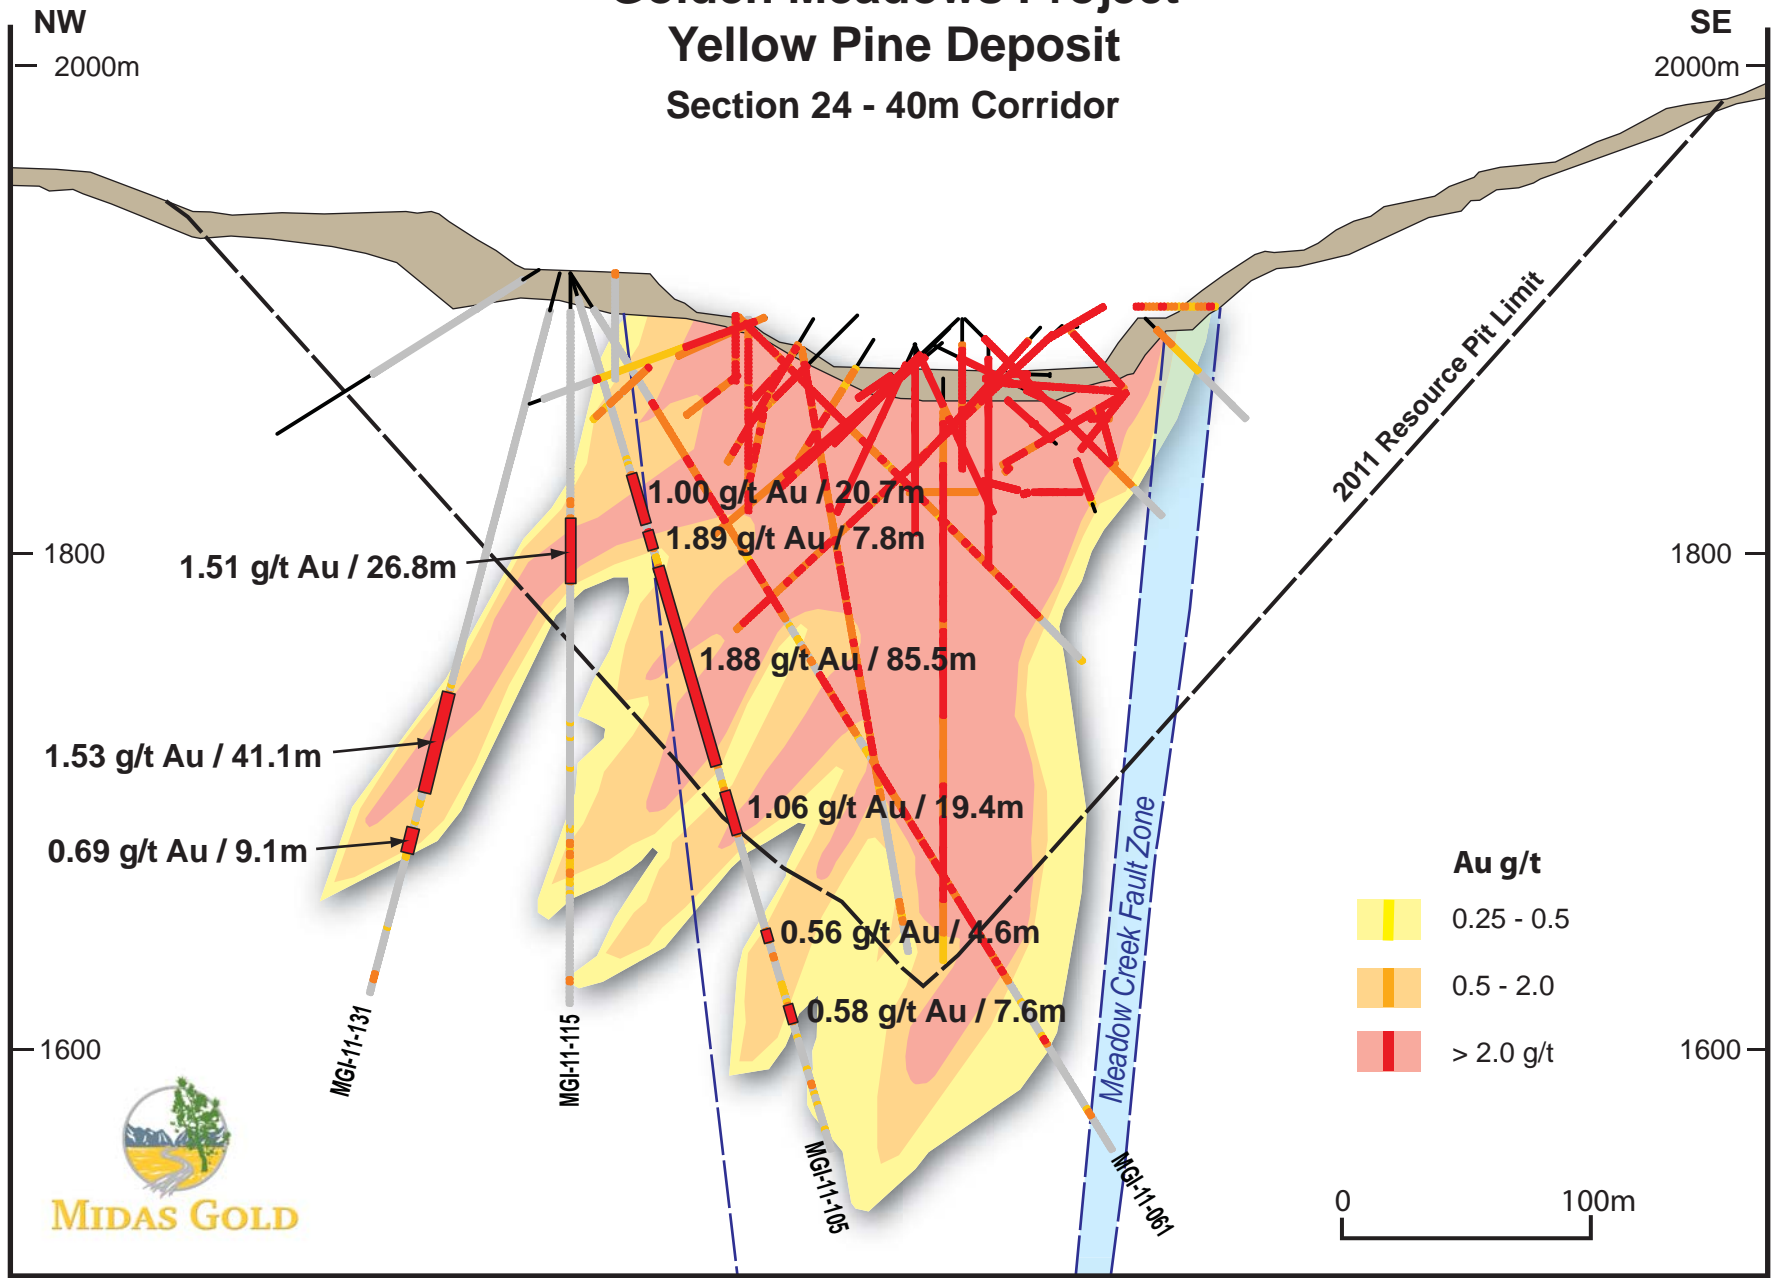 Golden Meadows Project
Yellow Pine Deposit
Section 24 - 40m Corridor
NW
SE
2000m
2000m
2011 Resource Pit Limit
1.00 g/t Au / 20.7m
1.89 g/t Au / 7.8m
1800
1800
1.51 g/t Au / 26.8m
1.88 g/t Au / 85.5m
1.53 g/t Au / 41.1m
1.06 g/t Au / 19.4m
0.69 g/t Au / 9.1m
Meadow Creek Fault Zone
Au g/t
0.25 - 0.5
0.56 g/t Au / 4.6m
0.5 - 2.0
0.58 g/t Au / 7.6m
1600
1600
> 2.0 g/t
MGI-11-131
MGI-11-115
MGI-11-105
MGI-11-061
MIDAS GOLD
0 100m